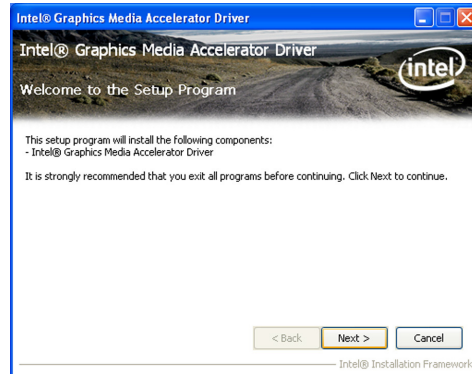 Intel® Graphics Media Accelerator Driver
Intel® Graphics Media Accelerator Driver
intel
Welcome to the Setup Program
This setup program will install the following components:
- Intel® Graphics Media Accelerator Driver
It is strongly recommended that you exit all programs before continuing. Click Next to continue.
< Back Next > Cancel
Intel® Installation Framework